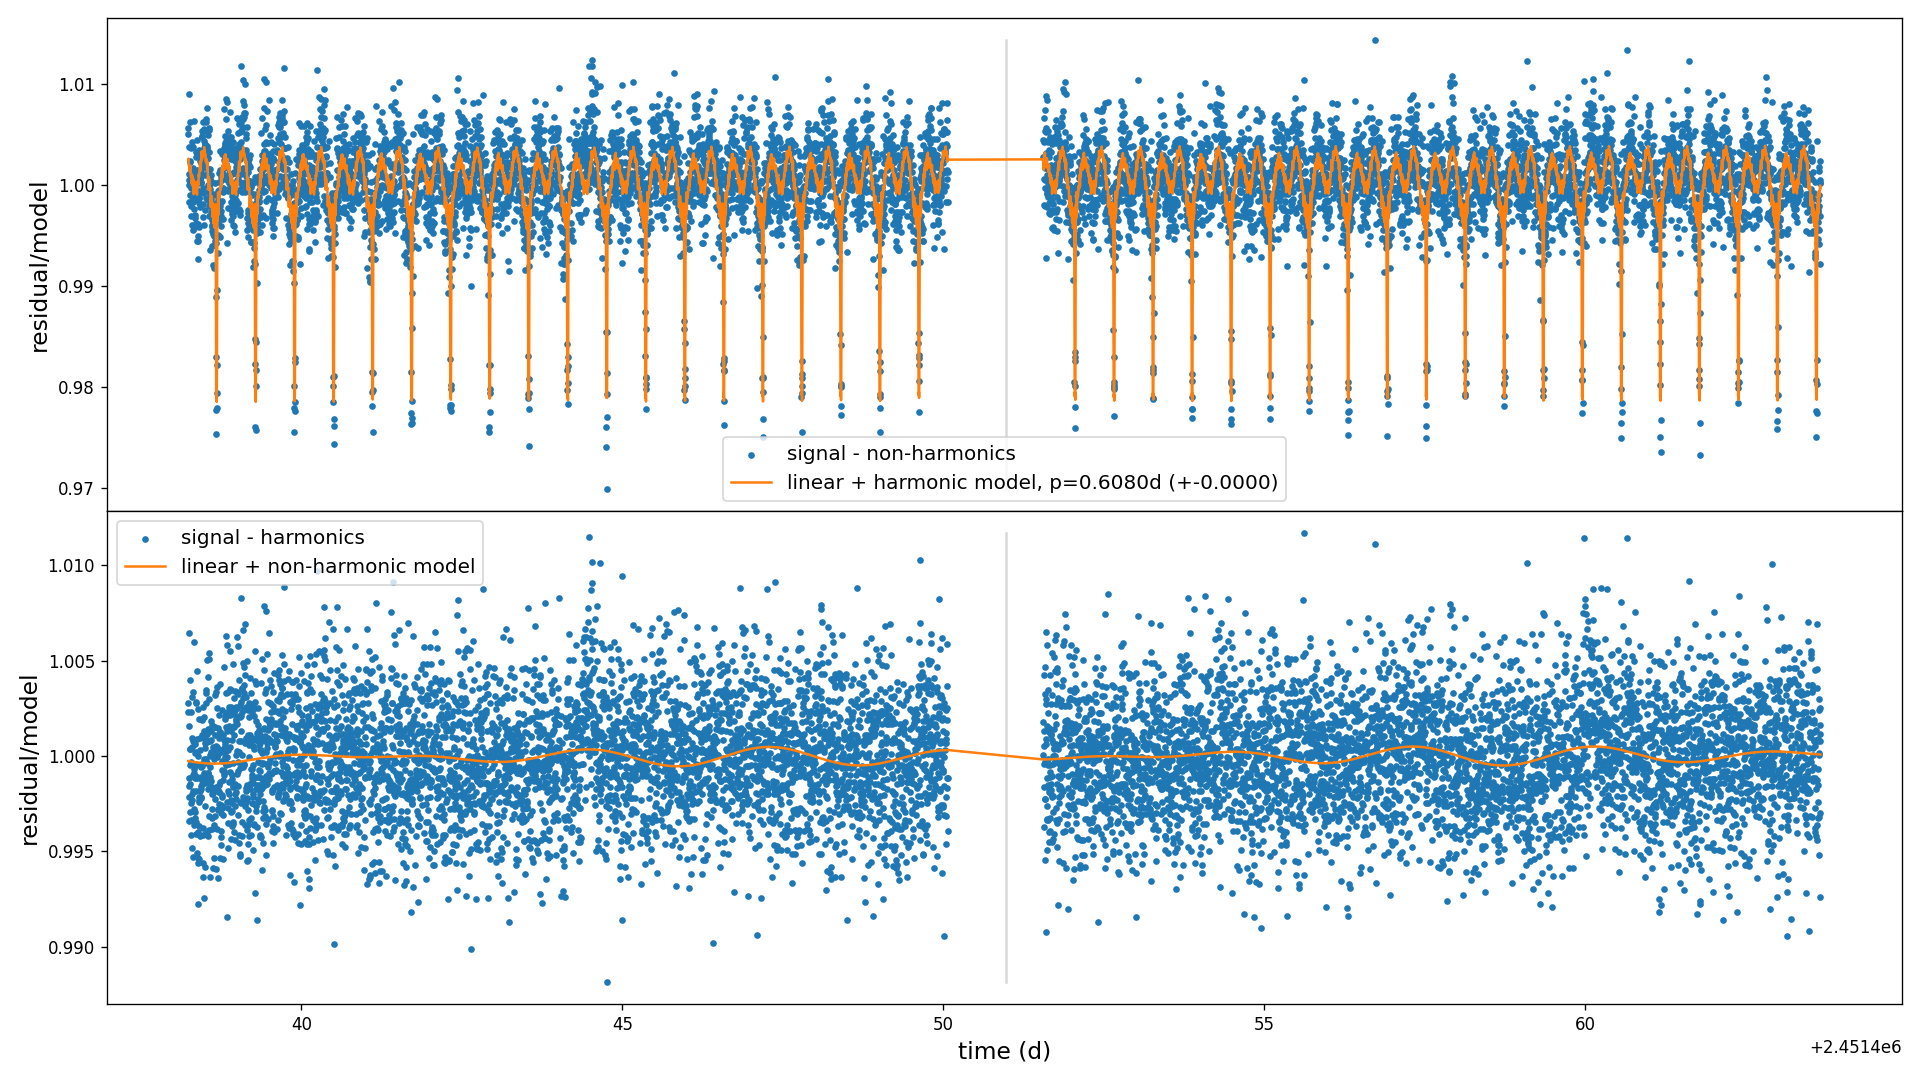 1.01
1.00
0.99
0.98
0.97
residual/model
signal - non-harmonics
linear + harmonic model, p=0.6080d (+-0.0000)
signal - harmonics
linear + non-harmonic model
1.010
1.005
1.000
0.995
0.990
residual/model
40 45 50 55 60
time (d)
+2.4514e6